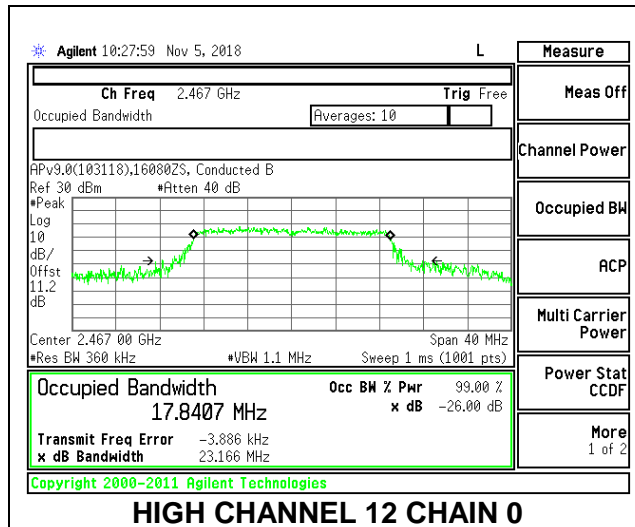 Agilent 10:27:59 Nov 5, 2018 L Measure
Ch Freq 2.467 GHz Trig Free
Meas Off
Occupied Bandwidth Averages: 10
Channel Power
APv9.0(103118),16080ZS, Conducted B
Ref 30 dBm #Atten 40 dB
#Peak
Log
10
dB/
Offst
11.2
dB
Occupied BW
ACP
Multi Carrier
Power
Center 2.467 00 GHz Span 40 MHz
#Res BW 360 kHz #VBW 1.1 MHz Sweep 1 ms (1001 pts)
Power Stat
CCDF
Occupied Bandwidth Occ BW % Pwr 99.00 %
17.8407 MHz x dB -26.00 dB
Transmit Freq Error -3.886 kHz
x dB Bandwidth 23.166 MHz
More
1 of 2
Copyright 2000-2011 Agilent Technologies
HIGH CHANNEL 12 CHAIN 0